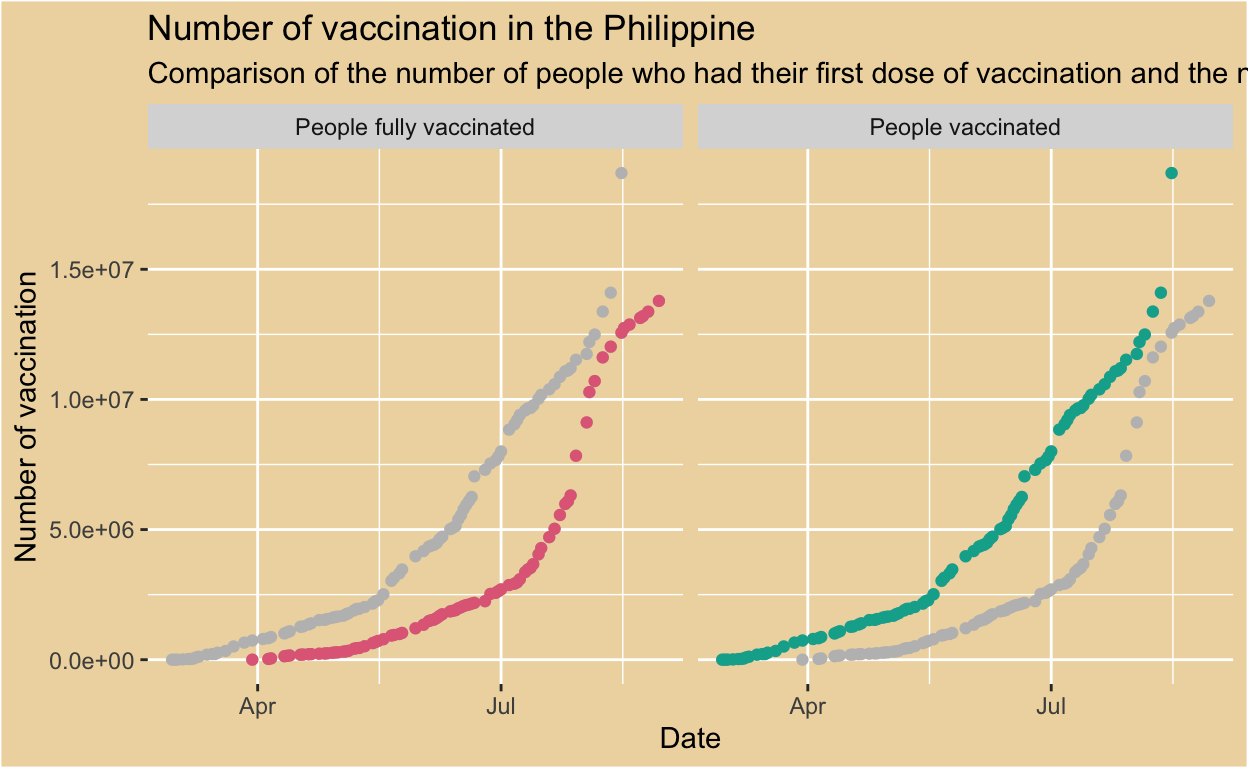 Number of vaccination in the Philippine
Comparison of the number of people who had their first dose of vaccination and the
People fully vaccinated
People vaccinated
Number of vaccination
1.5e+07
1.0e+07
5.0e+06
0.0e+00
Apr
Jul
Apr
Jul
Date